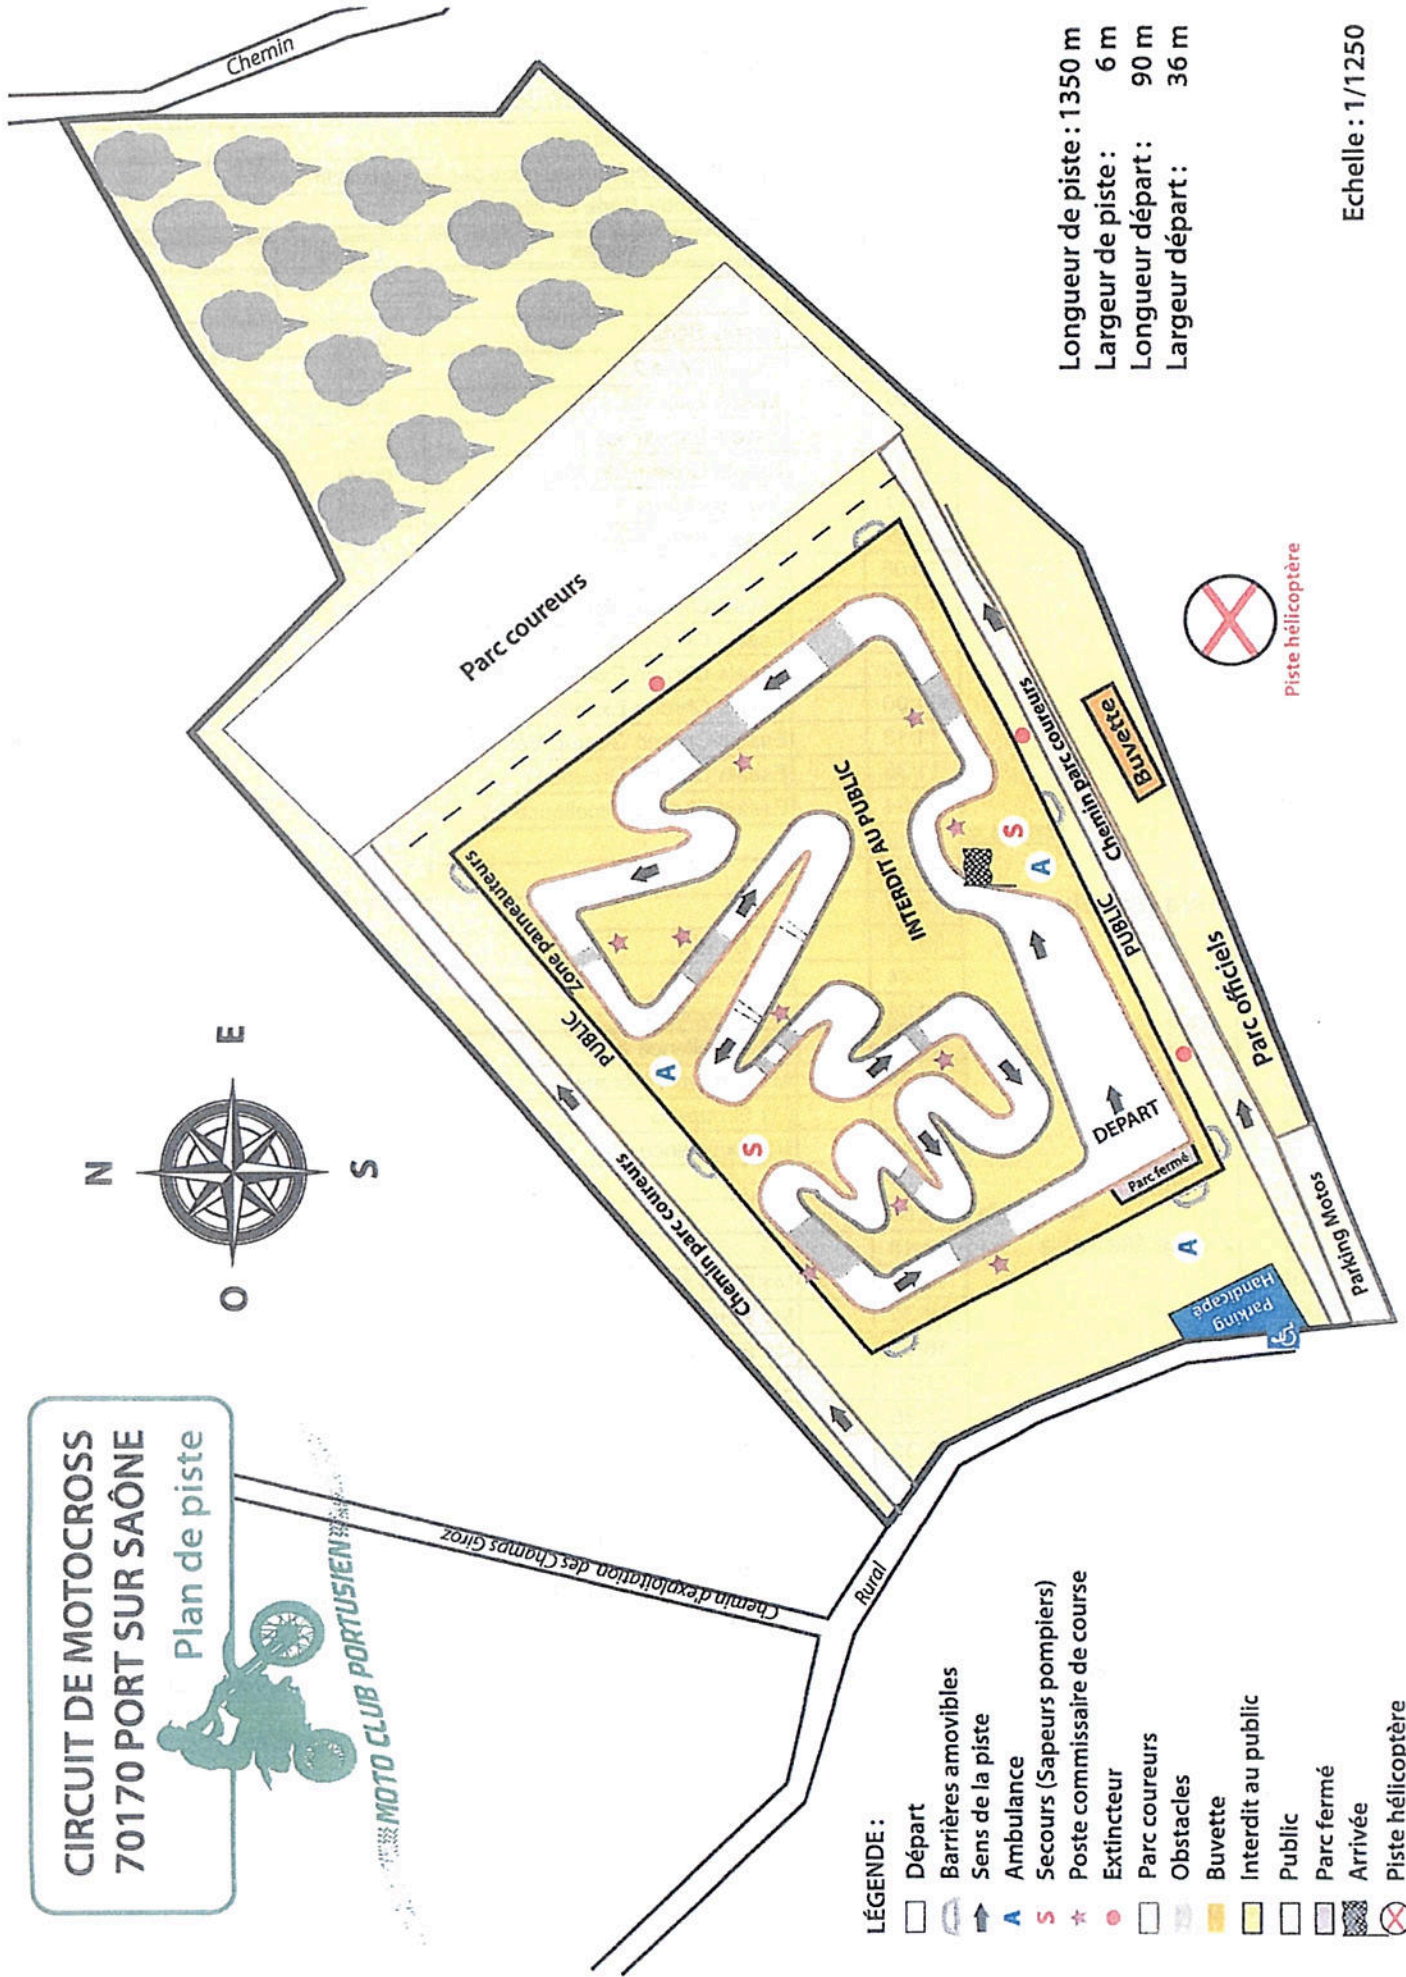 CIRCUIT DE MOTOCROSS
70170 PORT SUR SAÔNE
Plan de piste
MOTO CLUB PORTUSIEN
N
E
S
O
Chemin
Chemin d'exploitation des Champs Giroz
Rural
Parc coureurs
Chemin parc coureurs
PUBLIC
Zone panneauteurs
A
S
INTERDIT AU PUBLIC
S
A
DEPART
Parc fermé
PUBLIC
Chemin parc coureurs
A
Parking
Handicapé
Parking Motos
Parc officiels
Buvette
Piste hélicoptère
LÉGENDE :
Départ
Barrières amovibles
Sens de la piste
A Ambulance
S Secours (Sapeurs pompiers)
Poste commissaire de course
Extincteur
Parc coureurs
Obstacles
Buvette
Interdit au public
Public
Parc fermé
Arrivée
Piste hélicoptère
Longueur de piste : 1350 m
Largeur de piste : 6 m
Longueur départ : 90 m
Largeur départ : 36 m
Echelle : 1/1250